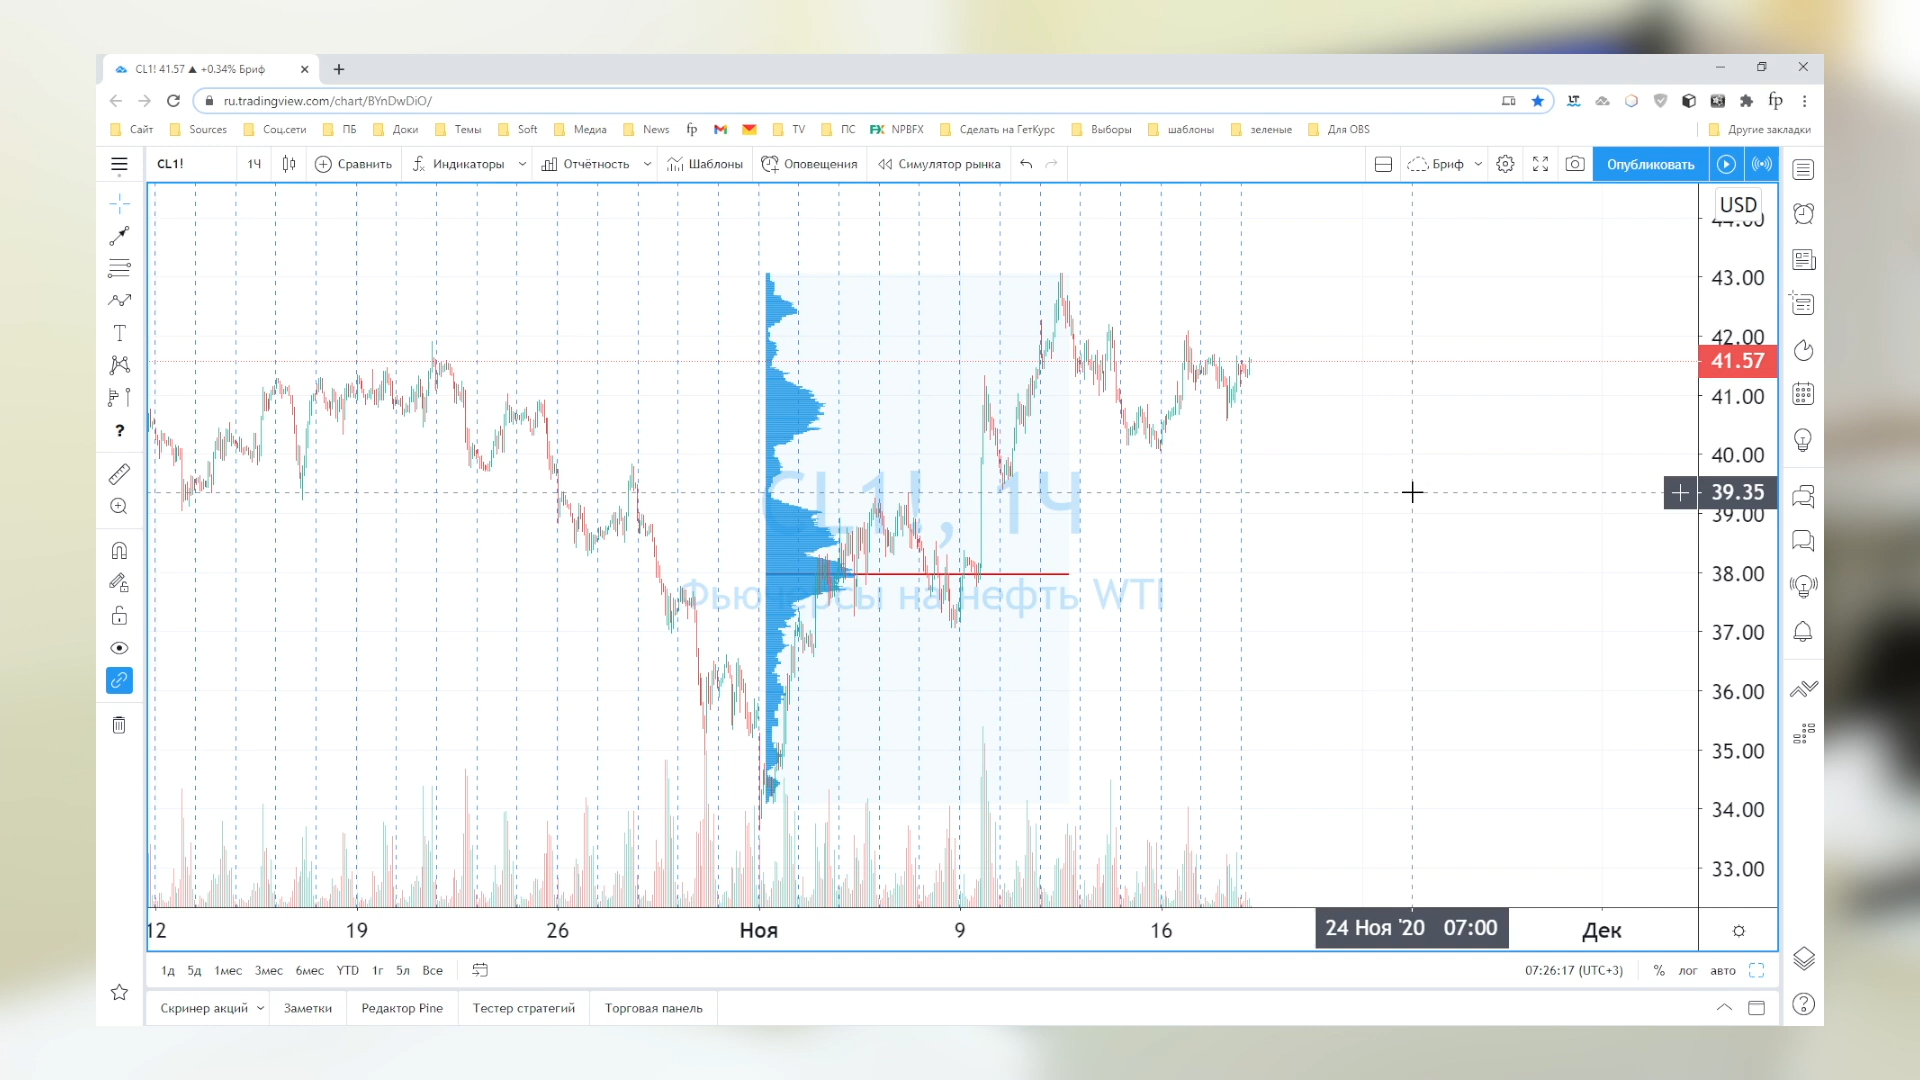 CL1! 41.57 ▲ +0.34% Бриф
ru.tradingview.com/chart/BYnDwDiO/
fp
Сайт Sources Соц.сети ПБ Доки Темы Soft Медиа News fp TV ПС FX NPBFX Сделать на ГетКурс Выборы шаблоны зеленые Для OBS Другие закладки
CL1! 1Ч Сравнить Индикаторы Отчётность Шаблоны Оповещения Симулятор рынка Бриф Опубликовать
USD
44.00
43.00
42.00
41.57
41.00
40.00
39.35
39.00
38.00
37.00
36.00
35.00
34.00
33.00
CL1!, 1Ч
Фьючерсы на нефть WTI
12 19 26 Ноя 9 16 24 Ноя '20 07:00 Дек
1д 5д 1мес 3мес 6мес YTD 1г 5л Все 07:26:17 (UTC+3) % лог авто
Скринер акций Заметки Редактор Pine Тестер стратегий Торговая панель